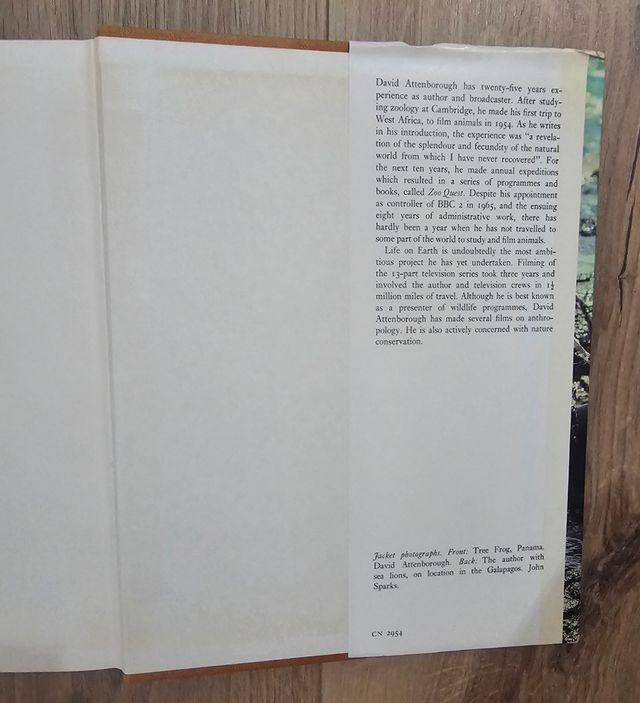 David Attenborough has twenty-five years ex-
perience as author and broadcaster. After study-
ing zoology at Cambridge, he made his first trip to
West Africa, to film animals in 1954. As he writes
in his introduction, the experience was "a revela-
tion of the splendour and fecundity of the natural
world from which I have never recovered". For
the next ten years, he made annual expeditions
which resulted in a series of programmes and
books, called Zoo Quest. Despite his appointment
as controller of BBC 2 in 1965, and the ensuing
eight years of administrative work, there has
hardly been a year when he has not travelled to
some part of the world to study and film animals.
Life on Earth is undoubtedly the most ambi-
tious project he has yet undertaken. Filming of
the 13-part television series took three years and
involved the author and television crews in 1½
million miles of travel. Although he is best known
as a presenter of wildlife programmes, David
Attenborough has made several films on anthro-
pology. He is also actively concerned with nature
conservation.
Jacket photographs. Front: Tree Frog, Panama.
David Attenborough. Back: The author with
sea lions, on location in the Galapagos. John
Sparks.
CN 2954